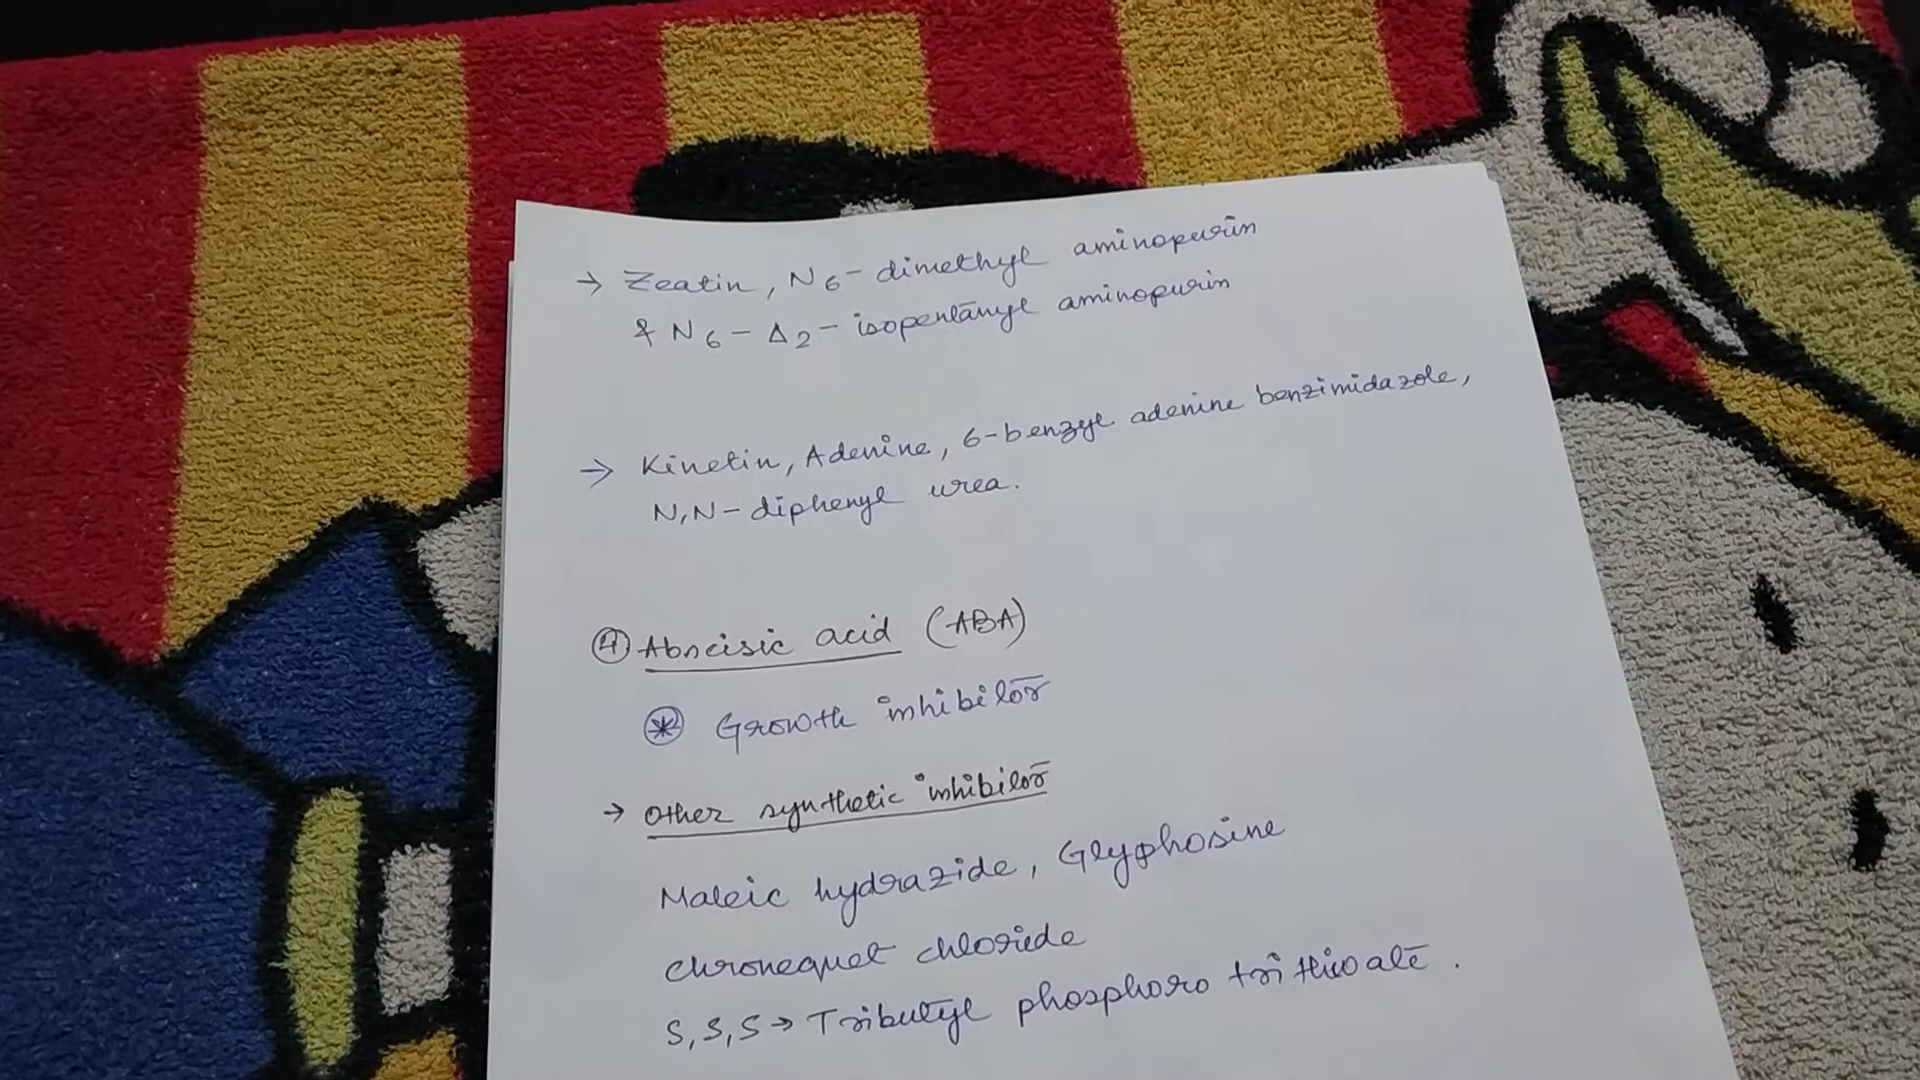 → Zeatin, N6-dimethyl aminopurin
& N6-Δ2-isopentanyl aminopurin
→ Kinetin, Adenine, 6-benzyl adenine benzimidazole,
N,N-diphenyl urea.
④ Abscisic acid (ABA)
✱ Growth inhibitor
→ Other synthetic inhibitor
Maleic hydrazide, Glyphosine
chronequet chloride
S,S,S → Tributyl phosphoro trithioate.